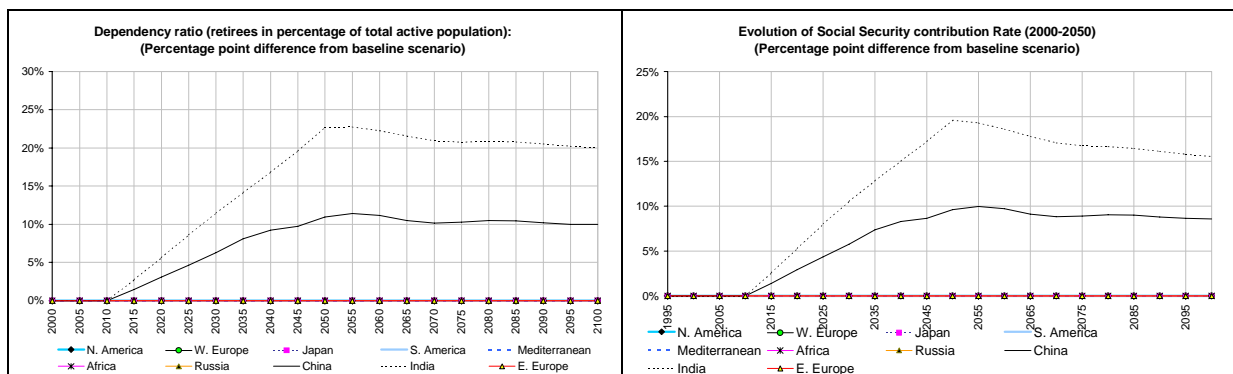 Dependency ratio (retirees in percentage of total active population):
(Percentage point difference from baseline scenario)
30%
25%
20%
15%
10%
5%
0%
2000 2005 2010 2015 2020 2025 2030 2035 2040 2045 2050 2055 2060 2065 2070 2075 2080 2085 2090 2095 2100
N. America W. Europe Japan S. America Mediterranean
Africa Russia China India E. Europe
Evolution of Social Security contribution Rate (2000-2050)
(Percentage point difference from baseline scenario)
25%
20%
15%
10%
5%
0%
1995 2005 2015 2025 2035 2045 2055 2065 2075 2085 2095
N. America W. Europe Japan S. America
Mediterranean Africa Russia China
India E. Europe